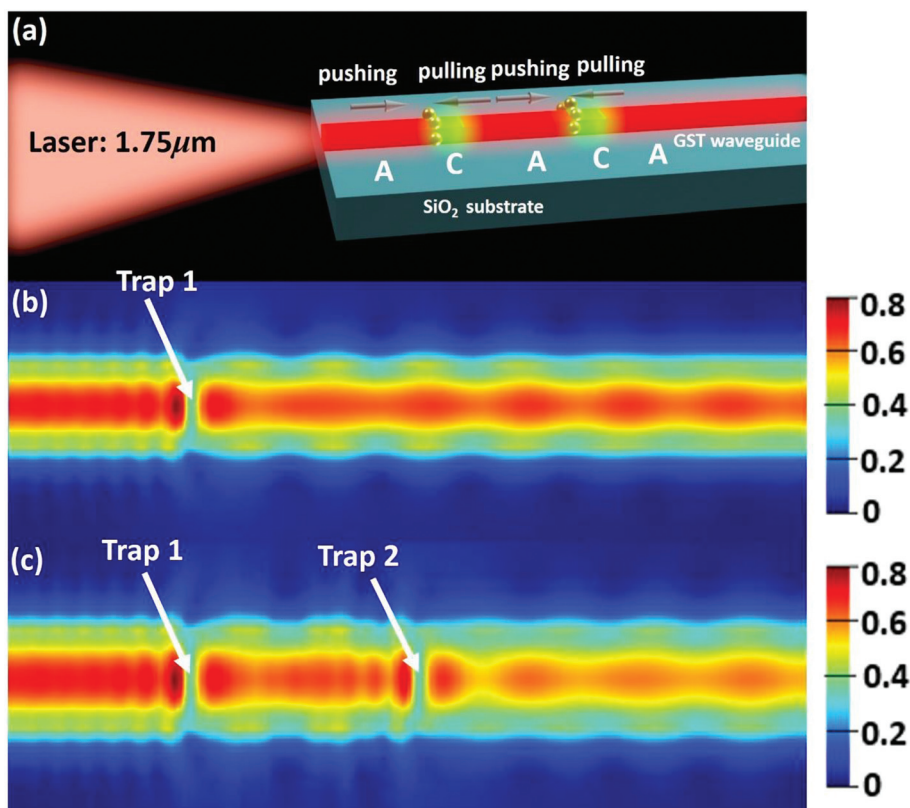 (a)
pushing pulling pushing pulling
Laser: 1.75μm
A C A C A
GST waveguide
SiO₂ substrate
(b)
Trap 1
0.8
0.6
0.4
0.2
0
(c)
Trap 1 Trap 2
0.8
0.6
0.4
0.2
0